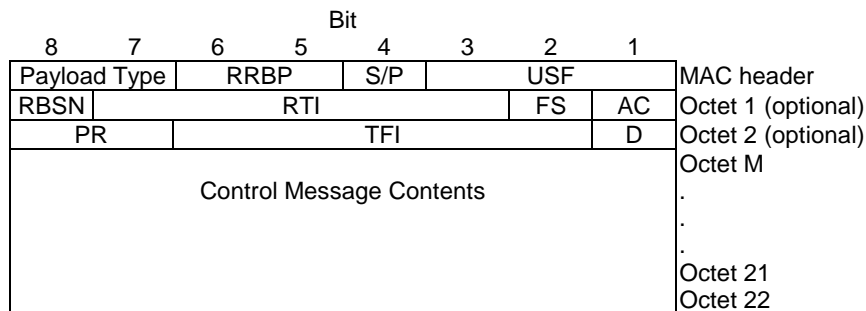 Bit
8 7 6 5 4 3 2 1
Payload Type RRBP S/P USF MAC header
RBSN RTI FS AC Octet 1 (optional)
PR TFI D Octet 2 (optional)
Octet M
Control Message Contents .
.
.
Octet 21
Octet 22